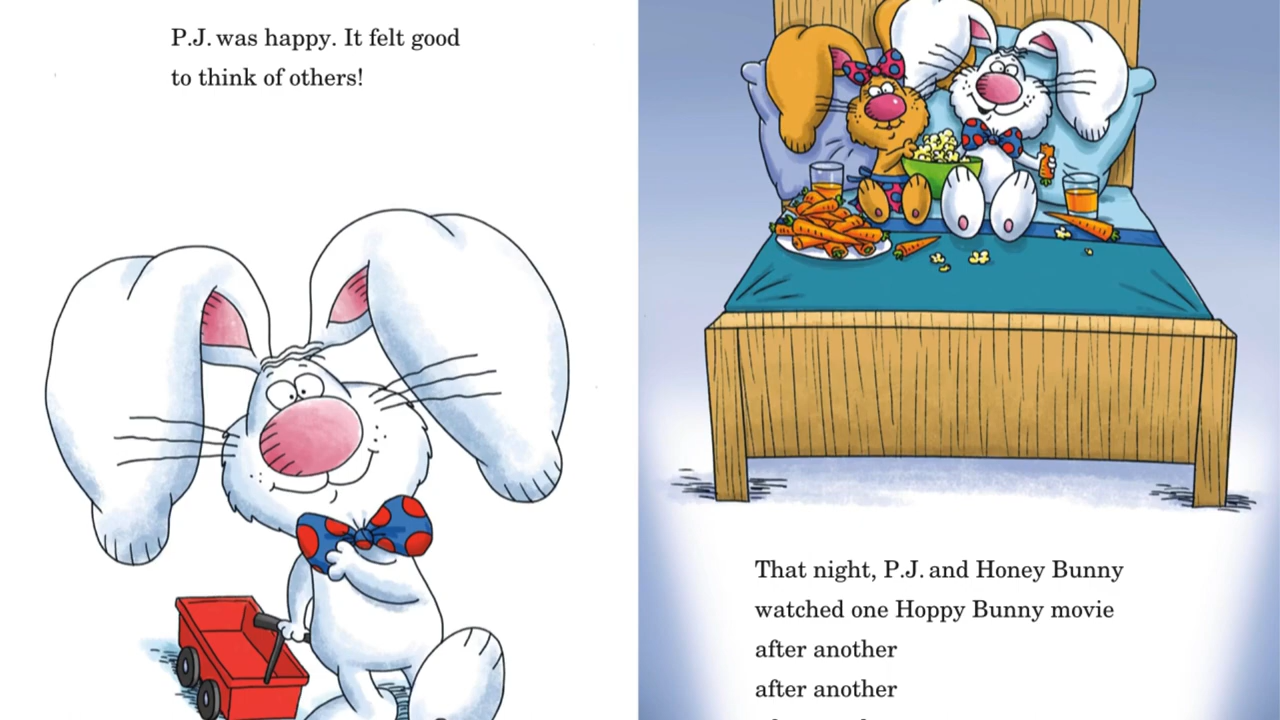 P.J. was happy. It felt good
to think of others!
That night, P.J. and Honey Bunny
watched one Hoppy Bunny movie
after another
after another